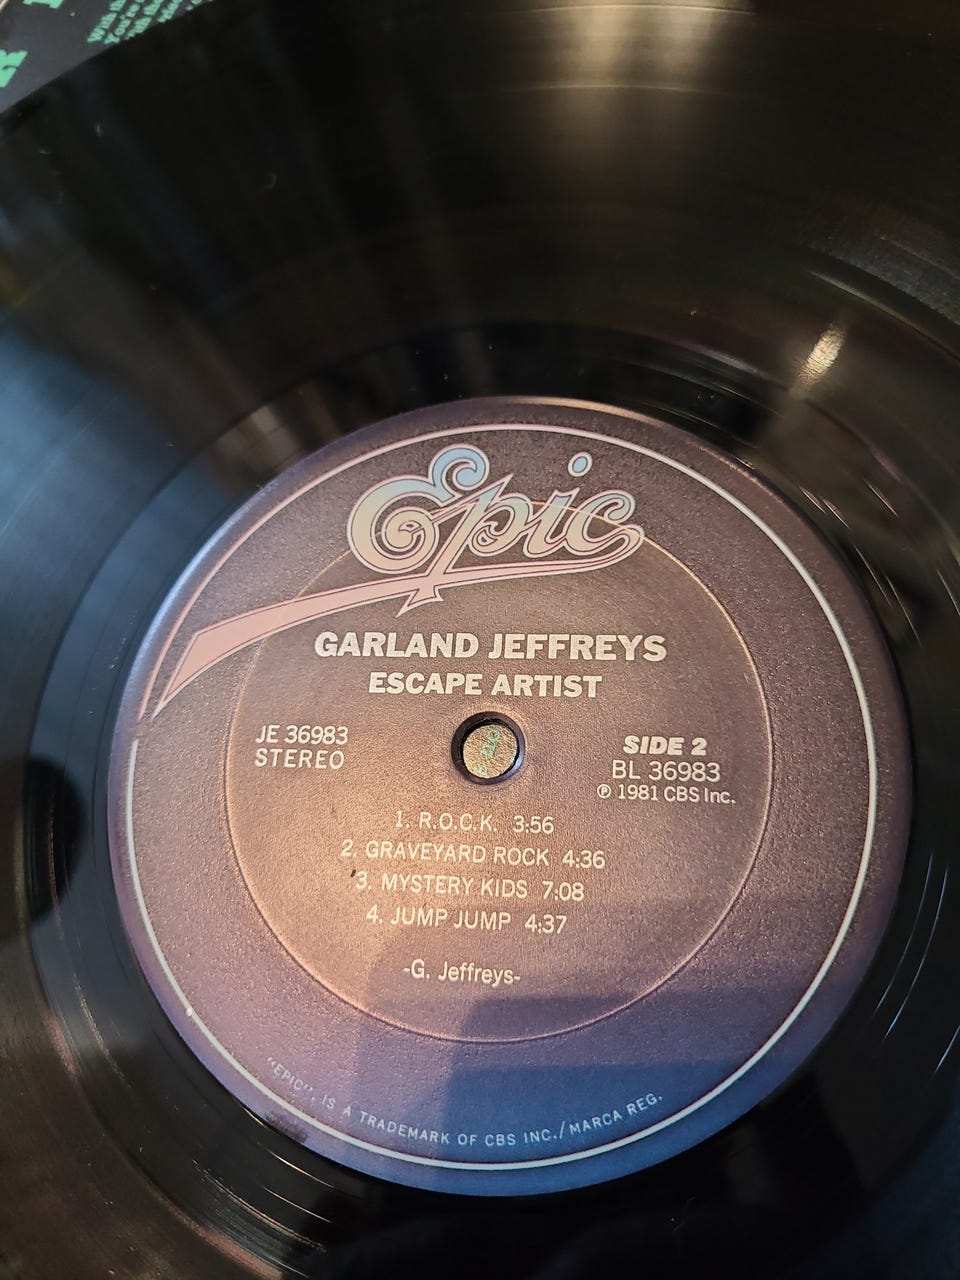 Epic
GARLAND JEFFREYS
ESCAPE ARTIST
JE 36983
STEREO
SIDE 2
BL 36983
℗ 1981 CBS Inc.
1. R.O.C.K. 3:56
2. GRAVEYARD ROCK 4:36
3. MYSTERY KIDS 7:08
4. JUMP JUMP 4:37
-G. Jeffreys-
"EPIC", IS A TRADEMARK OF CBS INC./MARCA REG.